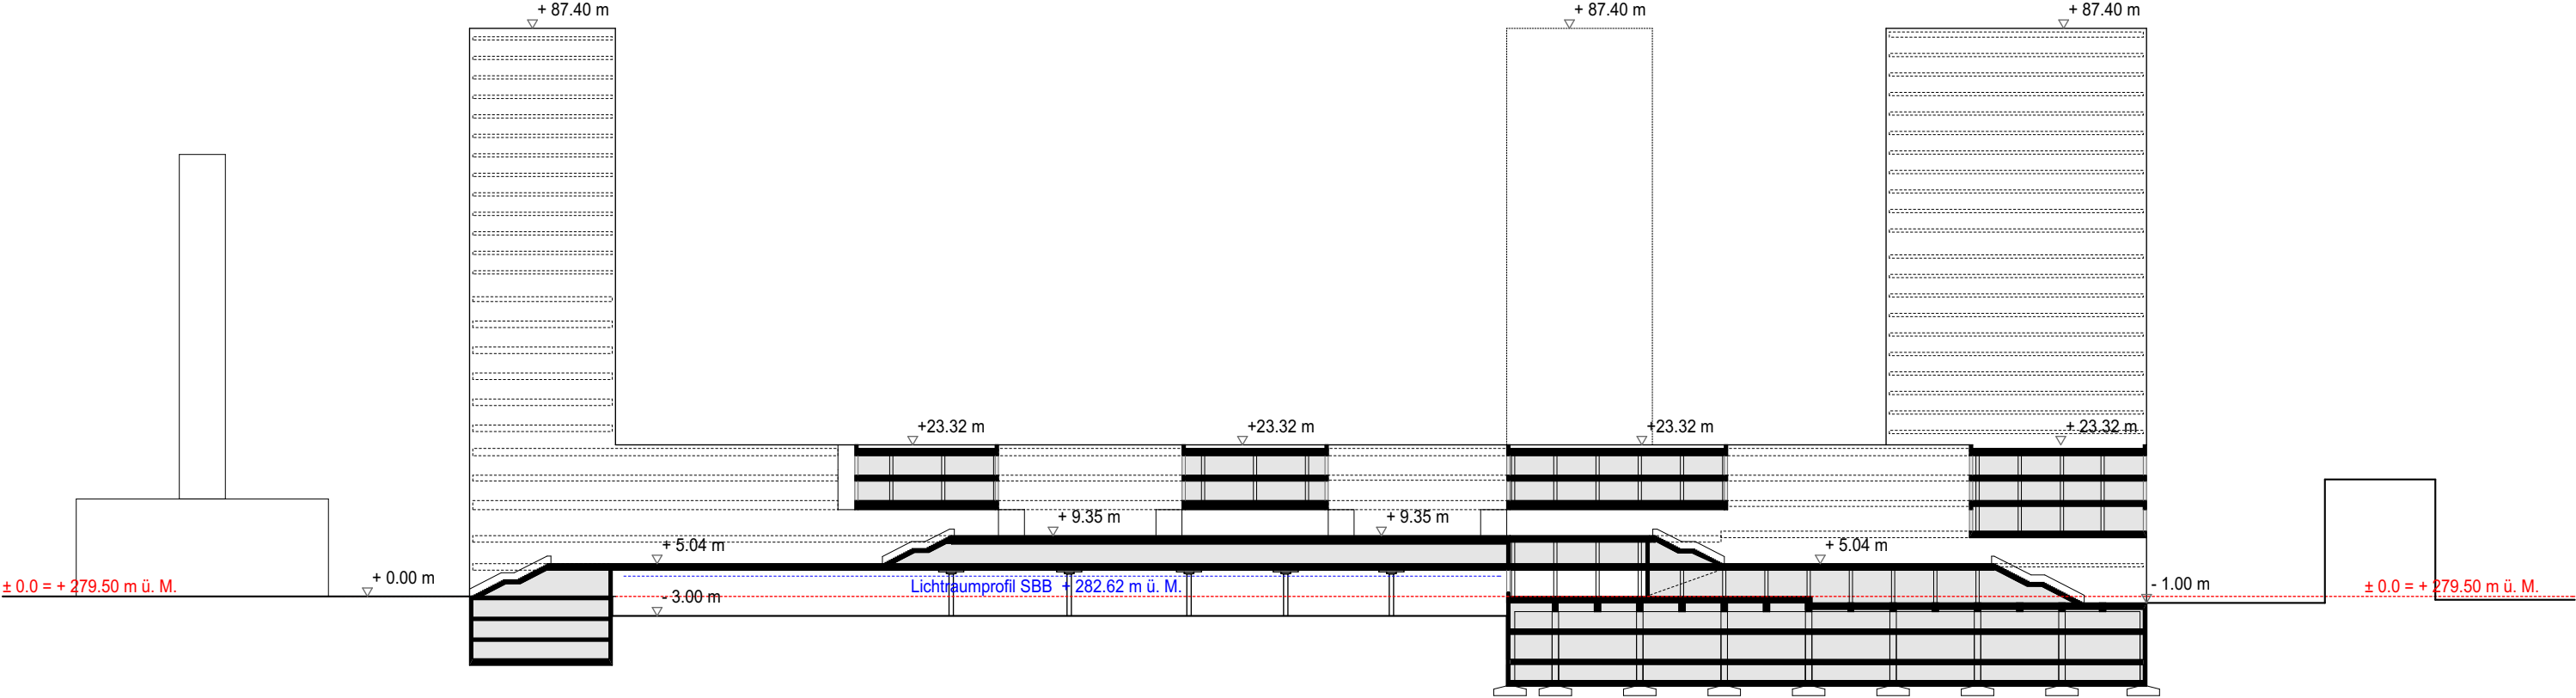 + 87.40 m
+ 87.40 m
+ 87.40 m
+23.32 m
+23.32 m
+23.32 m
+ 23.32 m
+ 9.35 m
+ 9.35 m
+ 5.04 m
+ 5.04 m
± 0.0 = + 279.50 m ü. M.
+ 0.00 m
Lichtraumprofil SBB + 282.62 m ü. M.
- 1.00 m
± 0.0 = + 279.50 m ü. M.
- 3.00 m